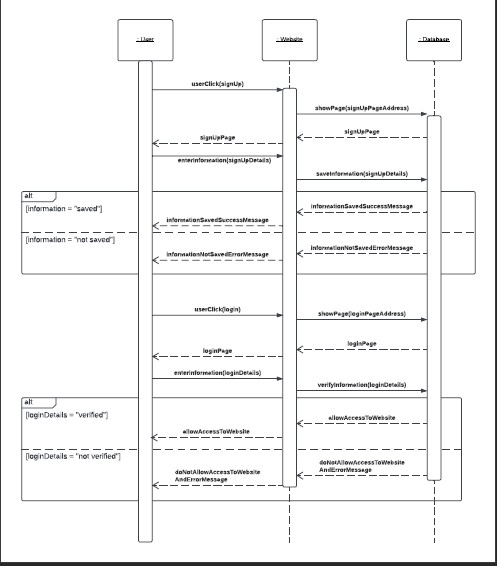 : User
: Website
: Database
userClick(signUp)
showPage(signUpPageAddress)
signUpPage
signUpPage
enterInformation(signUpDetails)
saveInformation(signUpDetails)
alt
[information = "saved"]
informationSavedSuccessMessage
informationSavedSuccessMessage
[information = "not saved"]
informationNotSavedErrorMessage
informationNotSavedErrorMessage
userClick(login)
showPage(loginPageAddress)
loginPage
loginPage
enterInformation(loginDetails)
verifyInformation(loginDetails)
alt
[loginDetails = "verified"]
allowAccessToWebsite
allowAccessToWebsite
[loginDetails = "not verified"]
doNotAllowAccessToWebsite
AndErrorMessage
doNotAllowAccessToWebsite
AndErrorMessage